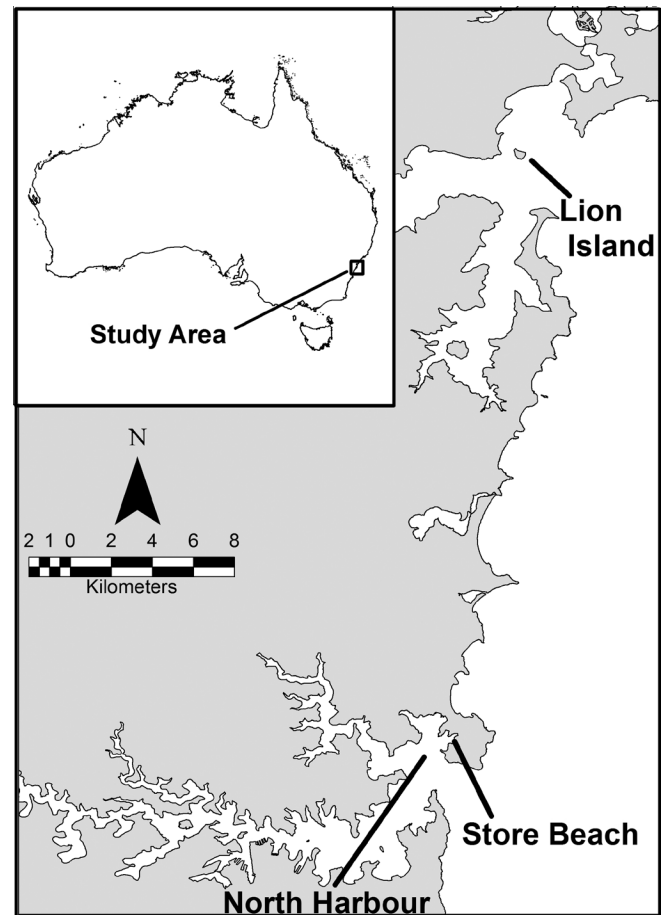 Lion
Island
Study Area
N
2 1 0 2 4 6 8
Kilometers
Store Beach
North Harbour